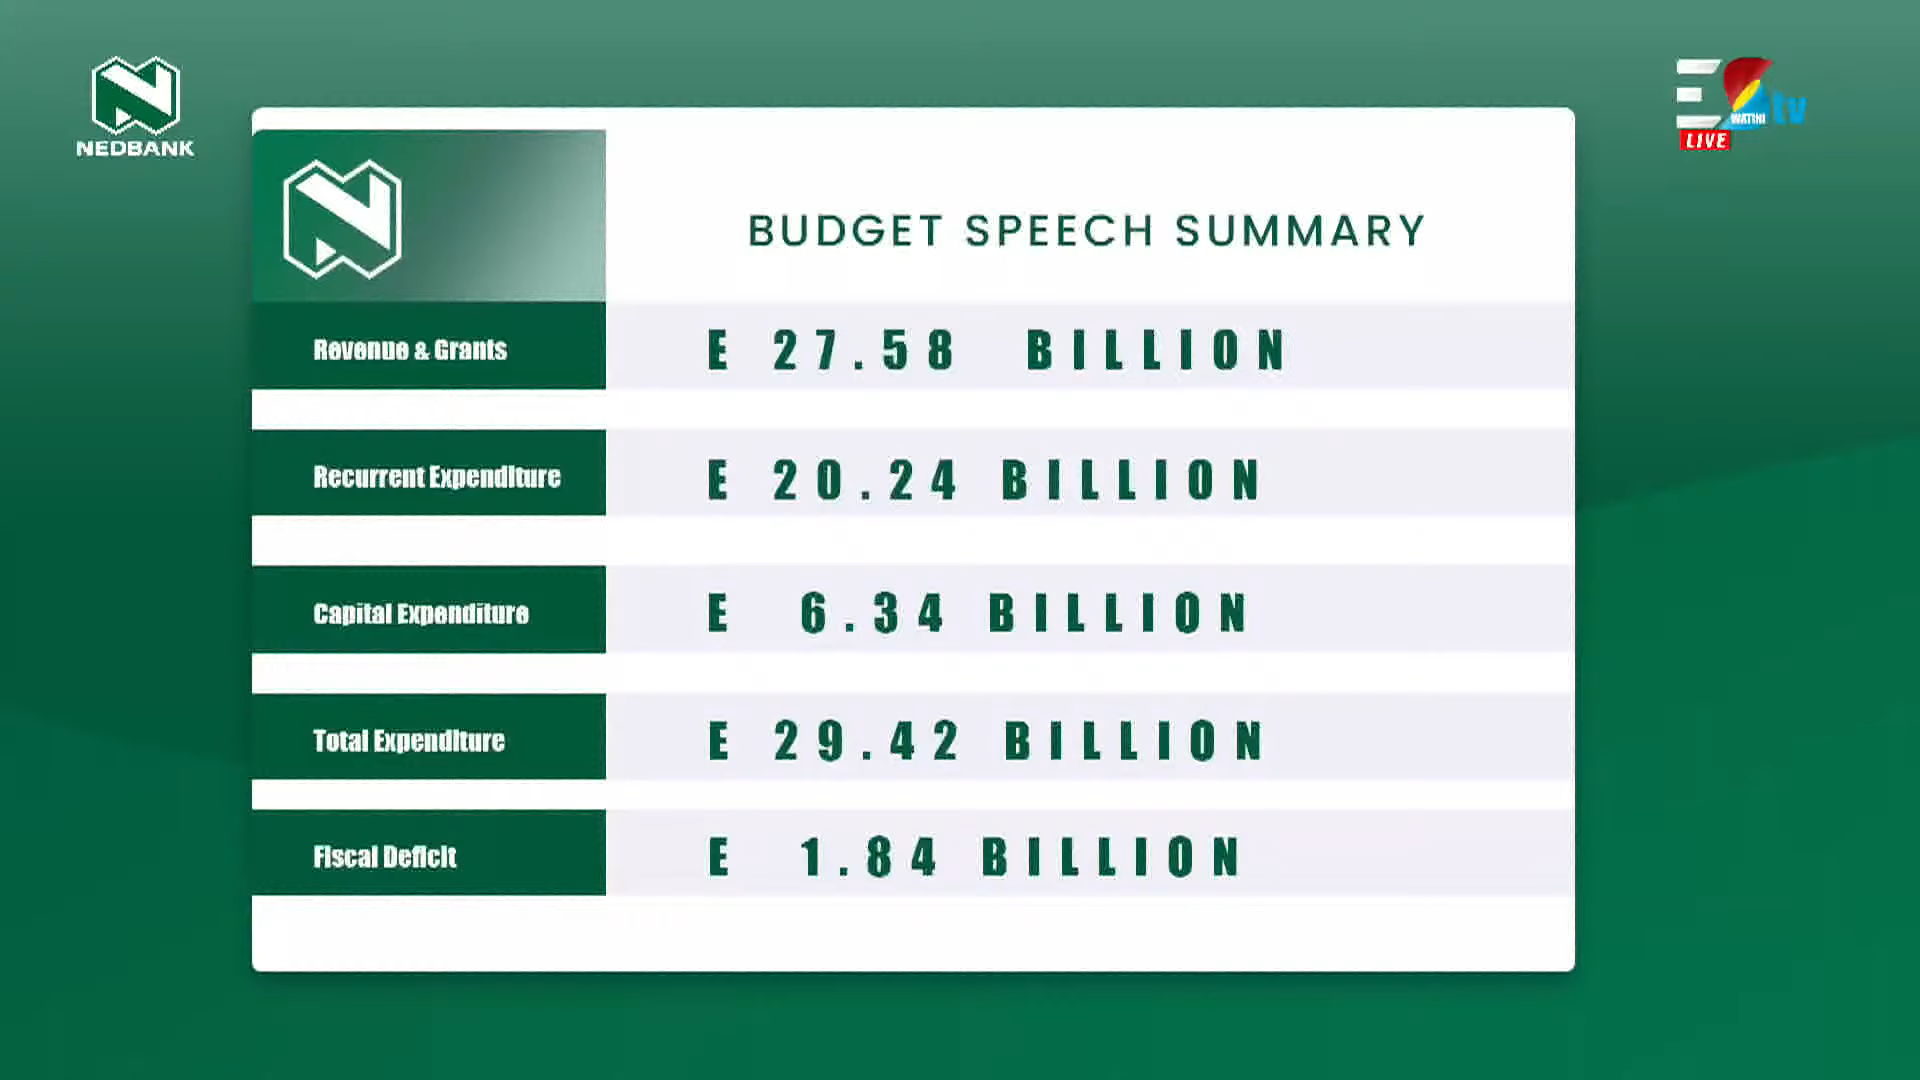 NEDBANK
E WATINI tv
LIVE
BUDGET SPEECH SUMMARY
Revenue & Grants E 27.58 BILLION
Recurrent Expenditure E 20.24 BILLION
Capital Expenditure E 6.34 BILLION
Total Expenditure E 29.42 BILLION
Fiscal Deficit E 1.84 BILLION